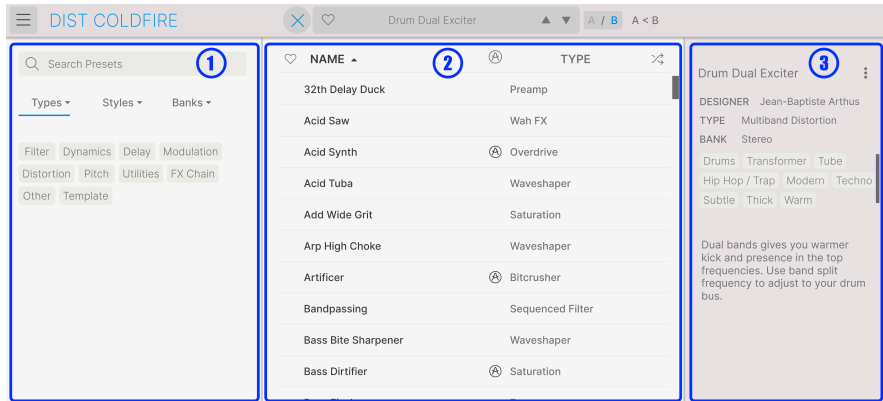 DIST COLDFIRE
Drum Dual Exciter
A / B A < B
1
Search Presets
Types Styles Banks
Filter Dynamics Delay Modulation
Distortion Pitch Utilities FX Chain
Other Template
2
NAME TYPE
32th Delay Duck Preamp
Acid Saw Wah FX
Acid Synth Overdrive
Acid Tuba Waveshaper
Add Wide Grit Saturation
Arp High Choke Waveshaper
Artificer Bitcrusher
Bandpassing Sequenced Filter
Bass Bite Sharpener Waveshaper
Bass Dirtifier Saturation
3
Drum Dual Exciter
DESIGNER Jean-Baptiste Arthus
TYPE Multiband Distortion
BANK Stereo
Drums Transformer Tube
Hip Hop / Trap Modern Techno
Subtle Thick Warm
Dual bands gives you warmer
kick and presence in the top
frequencies. Use band split
frequency to adjust to your drum
bus.